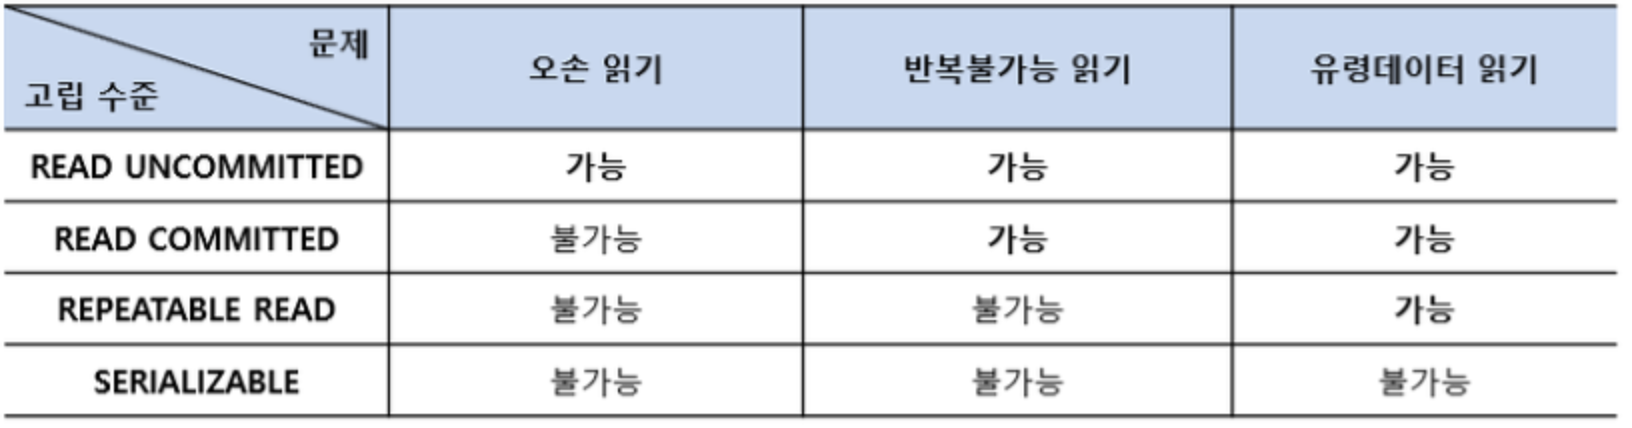 문제
고립 수준 오손 읽기 반복불가능 읽기 유령데이터 읽기
READ UNCOMMITTED 가능 가능 가능
READ COMMITTED 불가능 가능 가능
REPEATABLE READ 불가능 불가능 가능
SERIALIZABLE 불가능 불가능 불가능